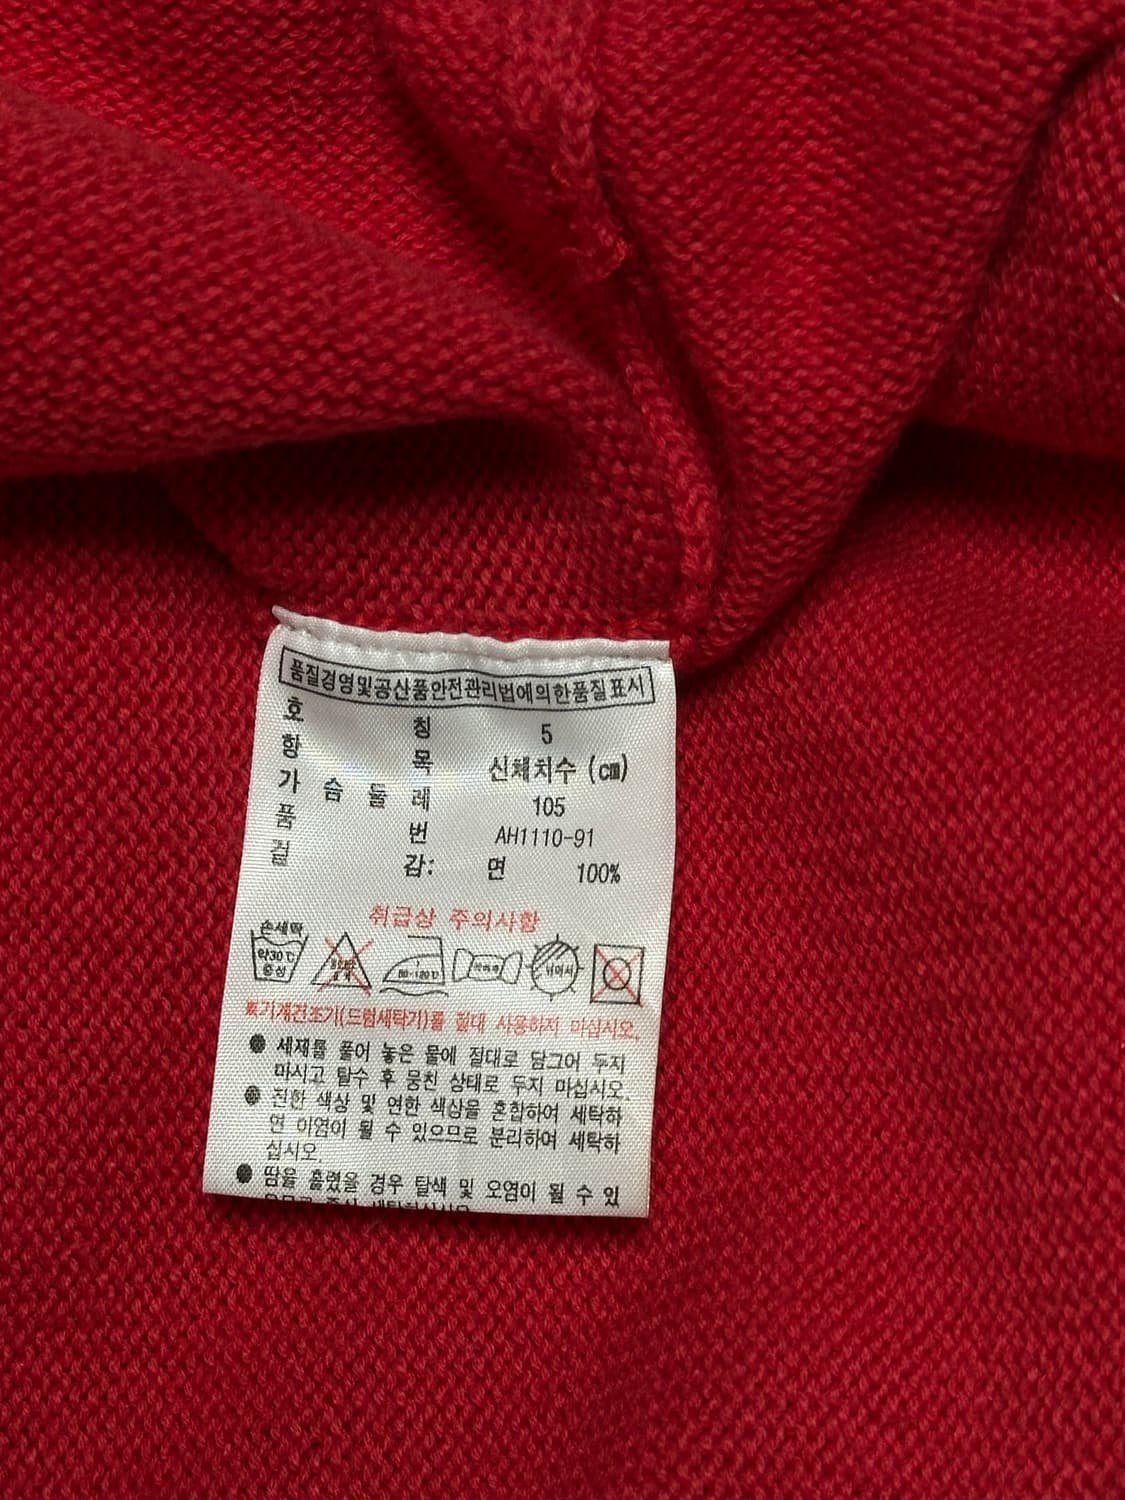 품질경영및공산품안전관리법에의한품질표시
호 칭 5
항 목 신체치수 (㎝)
가 슴 둘 레 105
품 번 AH1110-91
겉 감: 면 100%
취급상 주의사항
손세탁
약30℃
중성
80-120℃
뉘어서
※기계건조기(드럼세탁기)를 절대 사용하지 마십시오.
● 세재를 풀어 놓은 물에 절대로 담그어 두지
마시고 탈수 후 뭉친 상태로 두지 마십시오.
● 진한 색상 및 연한 색상을 혼합하여 세탁하
면 이염이 될 수 있으므로 분리하여 세탁하
십시오.
● 땀을 흘렸을 경우 탈색 및 오염이 될 수 있